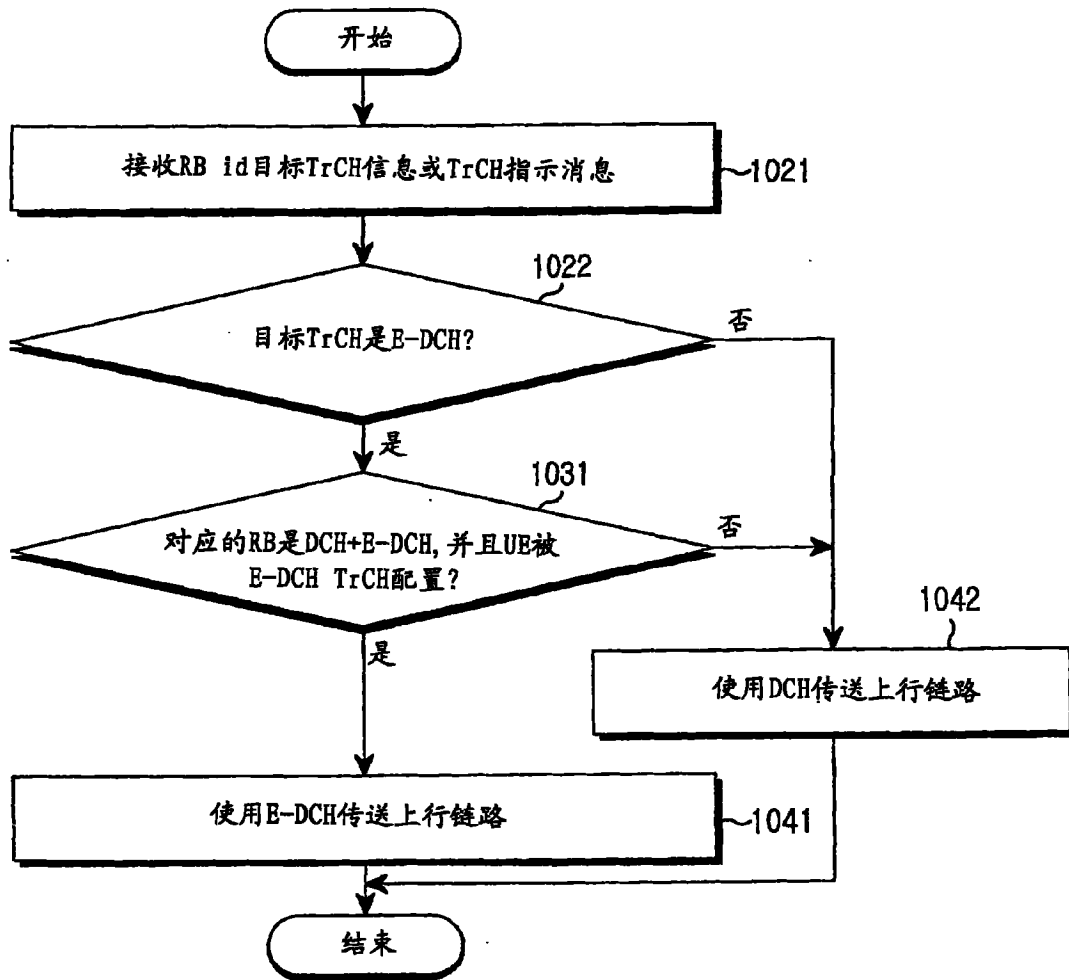 开始
接收RB id目标TrCH信息或TrCH指示消息
1021
1022
目标TrCH是E-DCH?
否
是
1031
对应的RB是DCH+E-DCH, 并且UE被
E-DCH TrCH配置?
否
是
1042
使用DCH传送上行链路
使用E-DCH传送上行链路
1041
结束